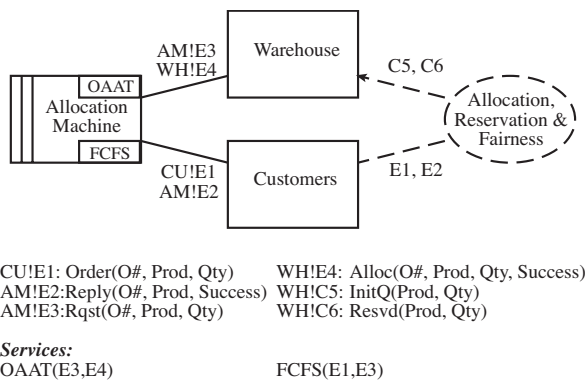 AM!E3
WH!E4
Warehouse
C5, C6
OAAT
Allocation
Machine
FCFS
Allocation,
Reservation &
Fairness
CU!E1
AM!E2
Customers
E1, E2
CU!E1: Order(O#, Prod, Qty)
WH!E4: Alloc(O#, Prod, Qty, Success)
AM!E2:Reply(O#, Prod, Success)
WH!C5: InitQ(Prod, Qty)
AM!E3:Rqst(O#, Prod, Qty)
WH!C6: Resvd(Prod, Qty)
Services:
OAAT(E3,E4)
FCFS(E1,E3)